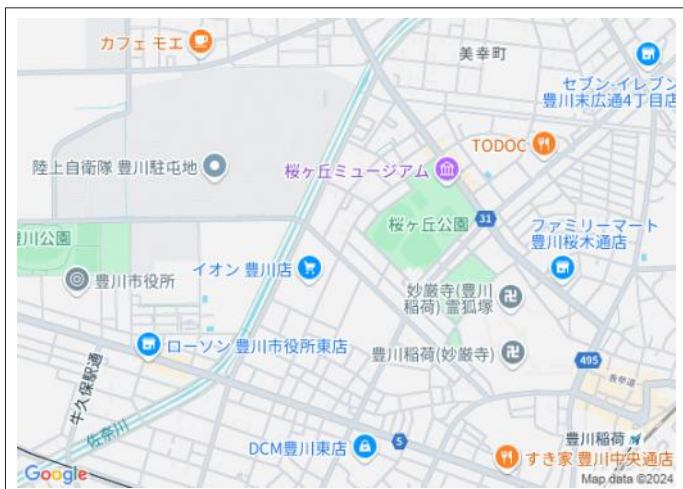 カフェ モエ
美幸町
セブン-イレブン
豊川末広通4丁目店
TODOC
陸上自衛隊 豊川駐屯地
桜ヶ丘ミュージアム
桜ヶ丘公園
31
ファミリーマート
豊川桜木通店
豊川公園
豊川市役所
イオン 豊川店
妙厳寺(豊川
稲荷) 霊狐塚
ローソン 豊川市役所東店
豊川稲荷(妙厳寺)
495
牛久保駅通
佐奈川
DCM豊川東店
5
豊川稲荷
すき家 豊川中央通店
Google
Map data ©2024